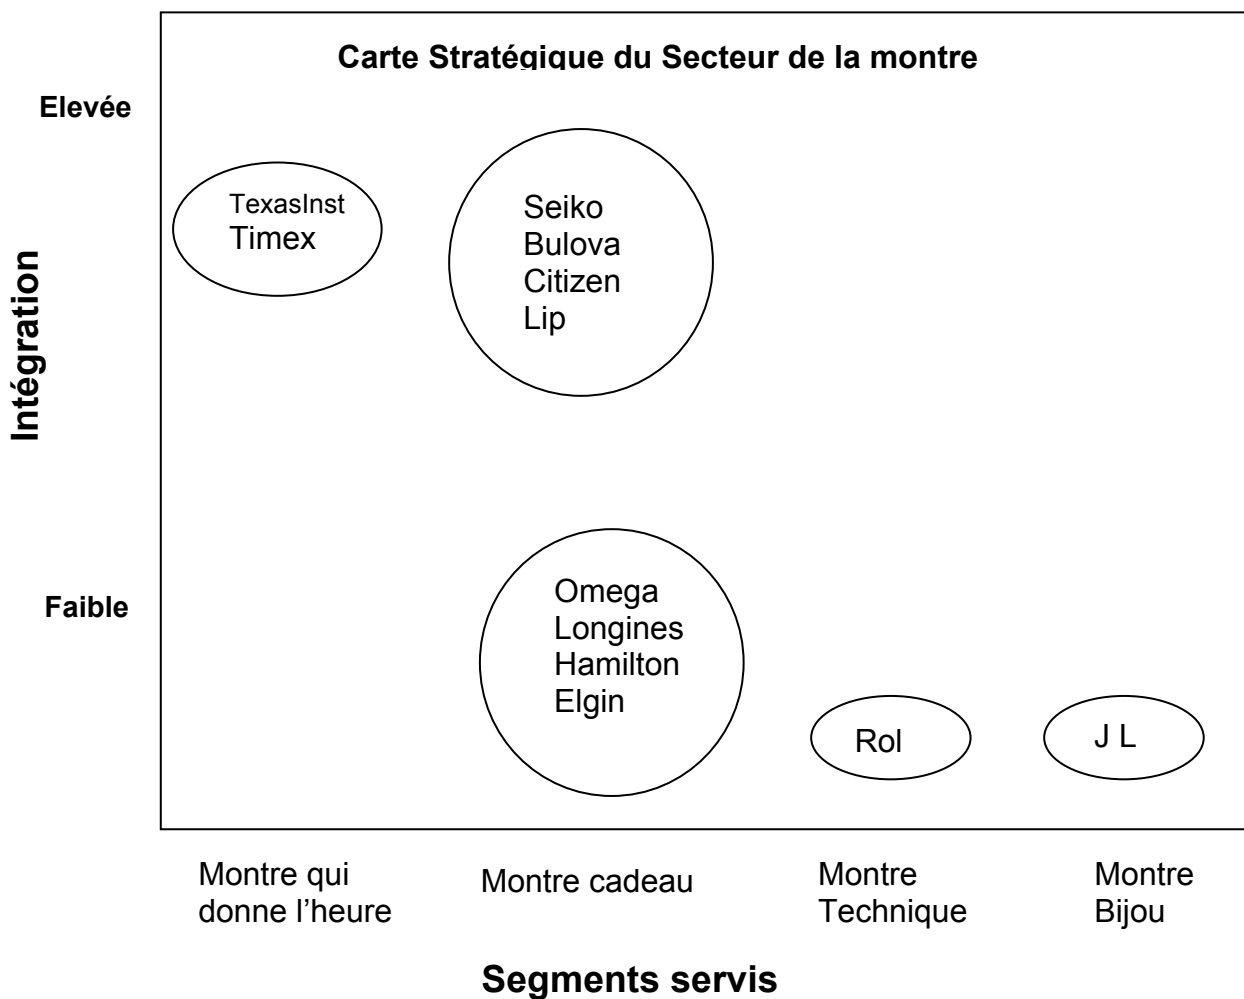 Carte Stratégique du Secteur de la montre
Elevée
TexasInst
Timex
Seiko
Bulova
Citizen
Lip
Intégration
Faible
Omega
Longines
Hamilton
Elgin
Rol
J L
Montre qui
donne l’heure
Montre cadeau
Montre
Technique
Montre
Bijou
Segments servis